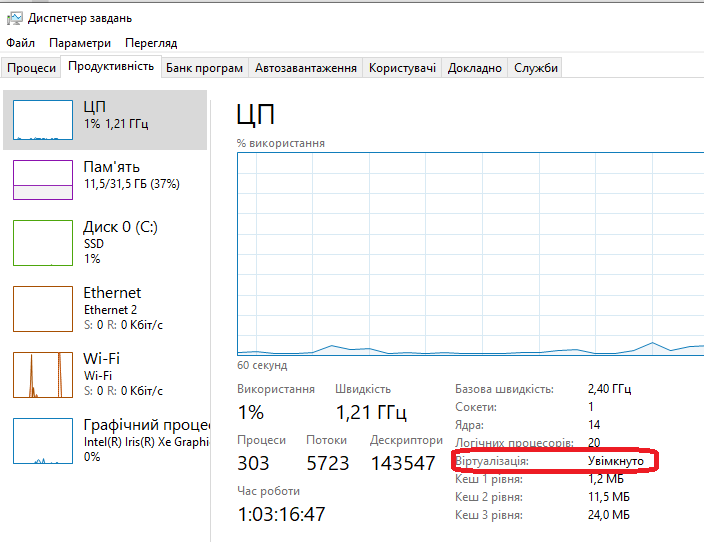 Диспетчер завдань
Файл Параметри Перегляд
Процеси Продуктивність Банк програм Автозавантаження Користувачі Докладно Служби
ЦП
1% 1,21 ГГц
Пам'ять
11,5/31,5 ГБ (37%)
Диск 0 (C:)
SSD
1%
Ethernet
Ethernet 2
S: 0 R: 0 Кбіт/с
Wi-Fi
Wi-Fi
S: 0 R: 0 Кбіт/с
Графічний проце
Intel(R) Iris(R) Xe Graphi
0%
ЦП
% використання
60 секунд
Використання Швидкість
1% 1,21 ГГц
Процеси Потоки Дескриптори
303 5723 143547
Час роботи
1:03:16:47
Базова швидкість: 2,40 ГГц
Сокети: 1
Ядра: 14
Логічних процесорів: 20
Віртуалізація: Увімкнуто
Кеш 1 рівня: 1,2 МБ
Кеш 2 рівня: 11,5 МБ
Кеш 3 рівня: 24,0 МБ